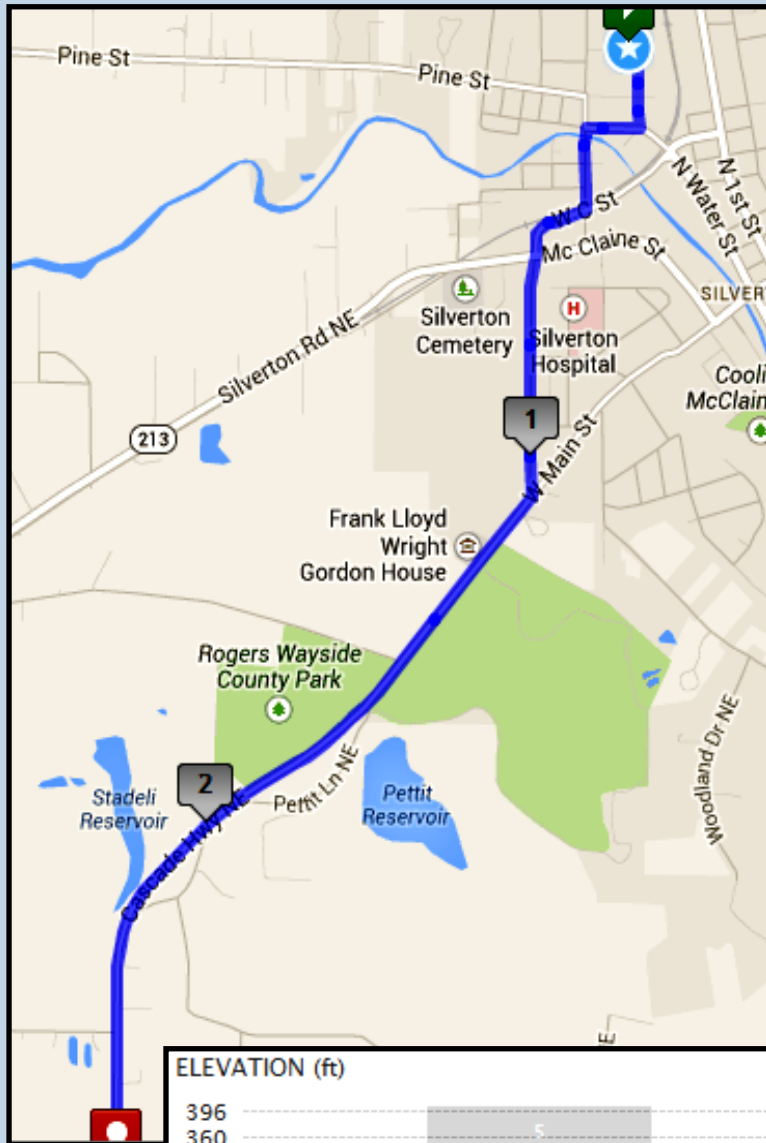 Pine St
Pine St
W C St
N Water St
N 1st St
Mc Claine St
SILVER
Silverton
Cemetery
H
Silverton
Hospital
Silverton Rd NE
Cooli
McClain
213
1
W Main St
Frank Lloyd
Wright
Gordon House
Rogers Wayside
County Park
Woodland Dr NE
2
Pettit Ln NE
Stadeli
Reservoir
Pettit
Reservoir
Cascade Hwy NE
E
ELEVATION (ft)
396
5
360